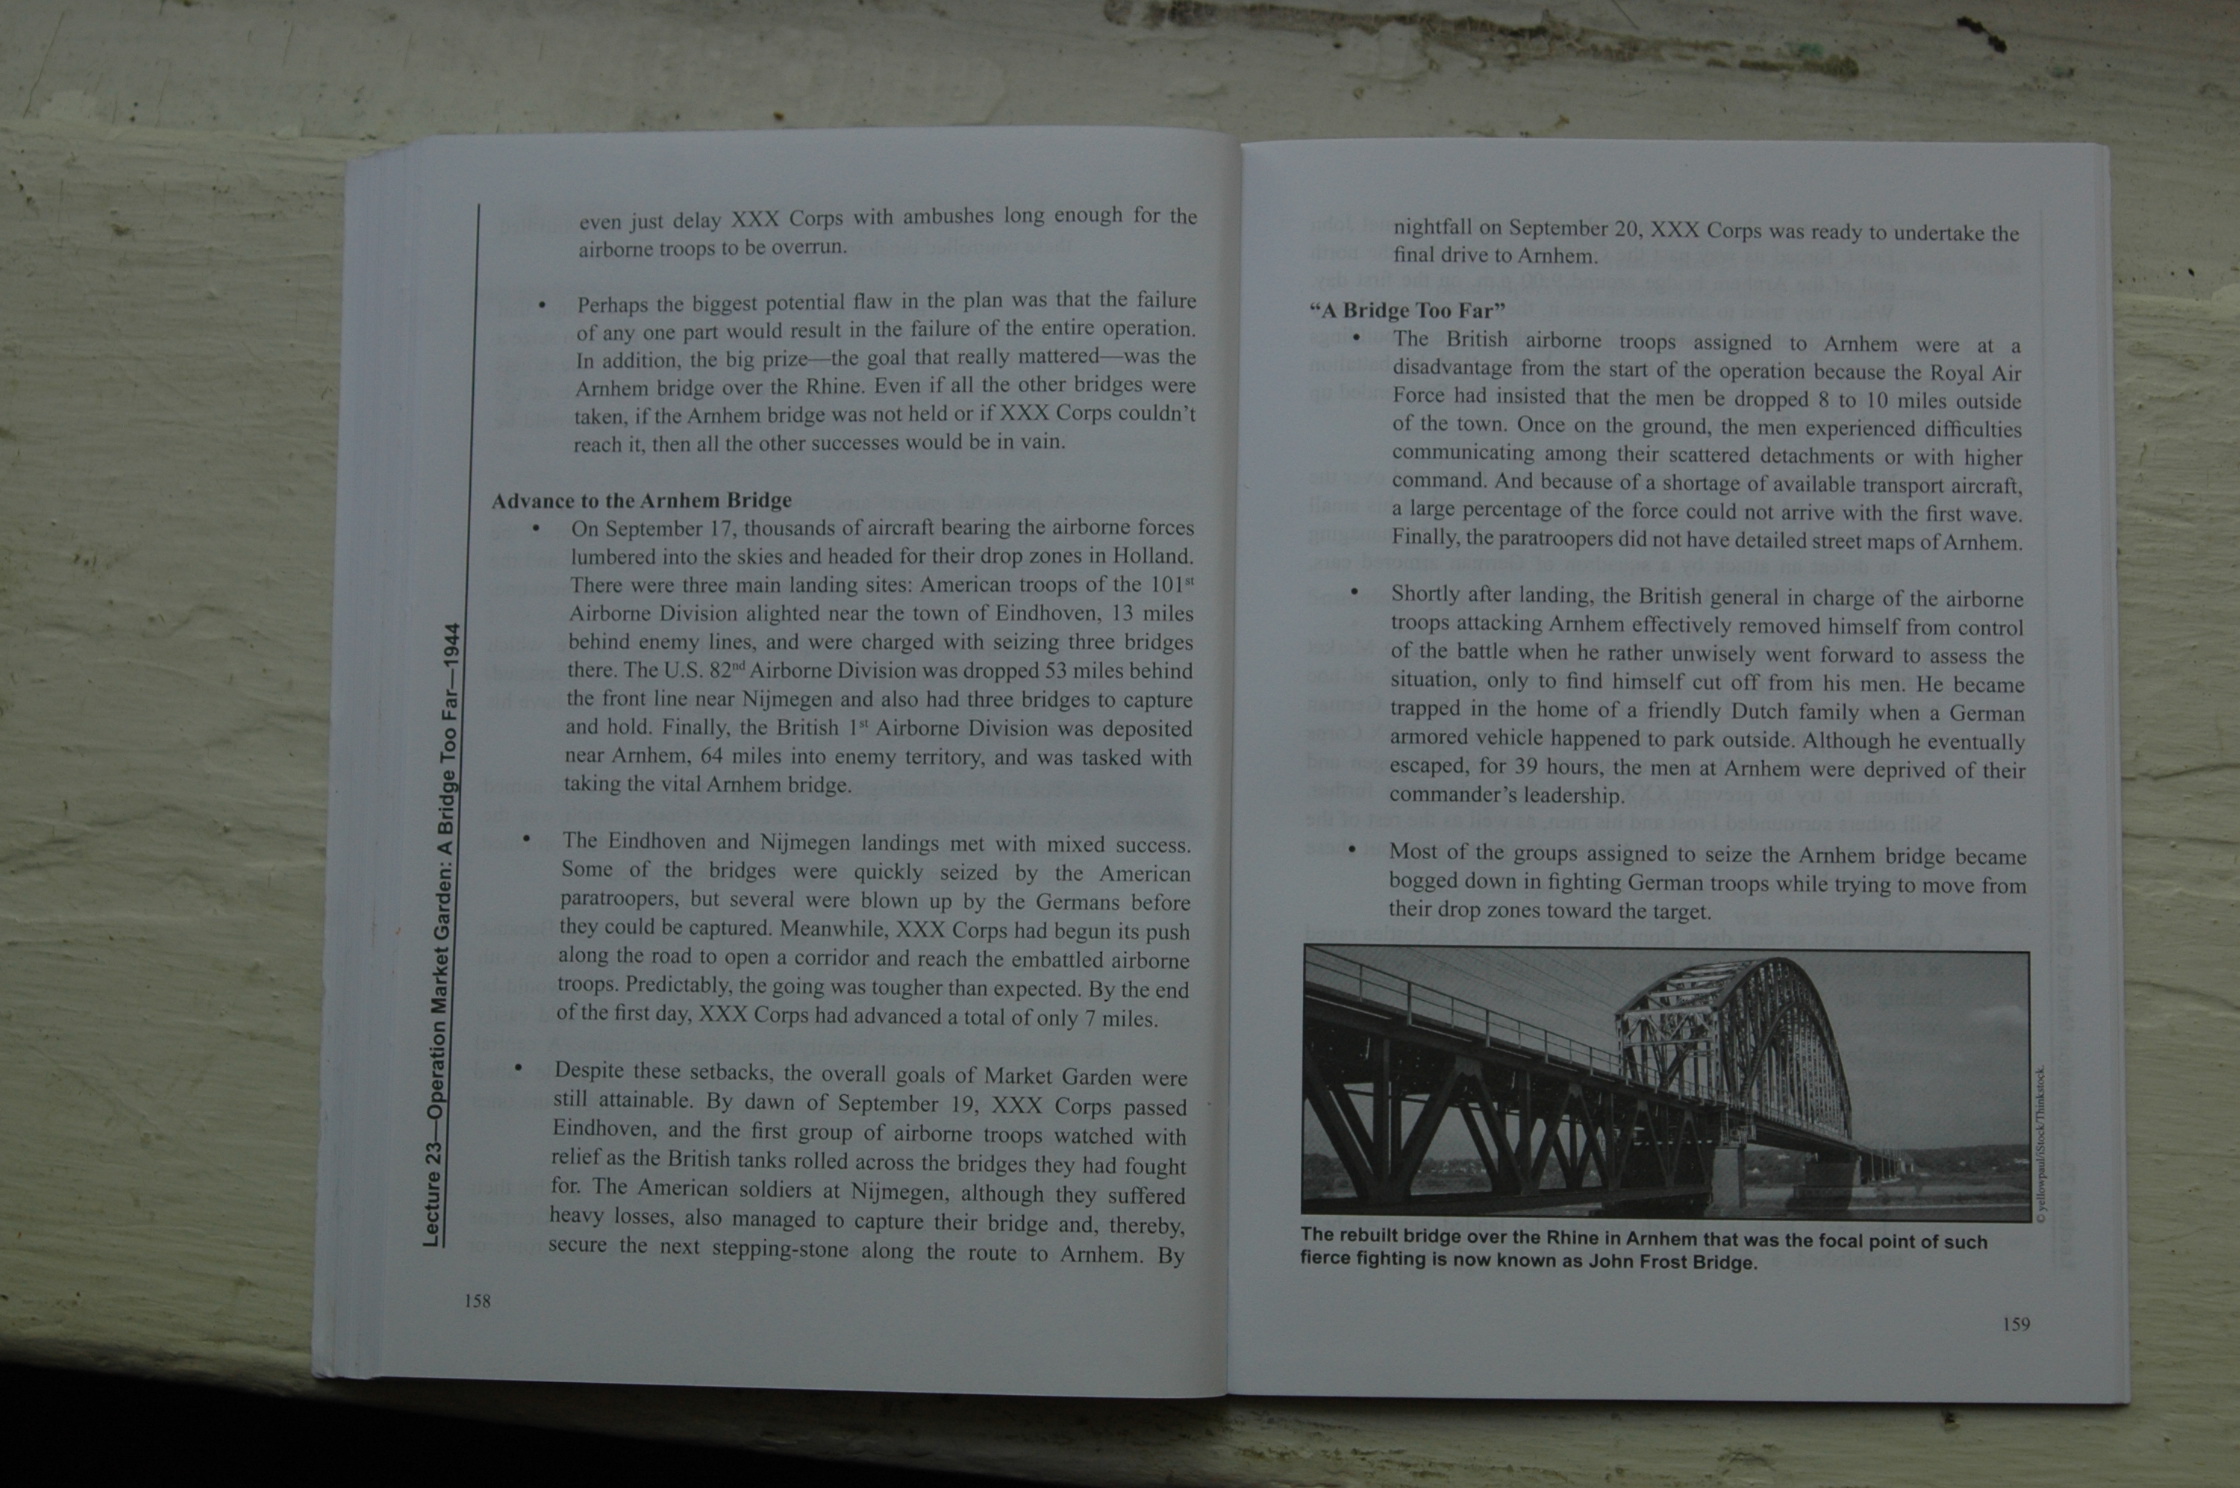 even just delay XXX Corps with ambushes long enough for the
airborne troops to be overrun.
• Perhaps the biggest potential flaw in the plan was that the failure
of any one part would result in the failure of the entire operation.
In addition, the big prize—the goal that really mattered—was the
Arnhem bridge over the Rhine. Even if all the other bridges were
taken, if the Arnhem bridge was not held or if XXX Corps couldn't
reach it, then all the other successes would be in vain.
Advance to the Arnhem Bridge
• On September 17, thousands of aircraft bearing the airborne forces
lumbered into the skies and headed for their drop zones in Holland.
There were three main landing sites: American troops of the 101st
Airborne Division alighted near the town of Eindhoven, 13 miles
behind enemy lines, and were charged with seizing three bridges
there. The U.S. 82nd Airborne Division was dropped 53 miles behind
the front line near Nijmegen and also had three bridges to capture
and hold. Finally, the British 1st Airborne Division was deposited
near Arnhem, 64 miles into enemy territory, and was tasked with
taking the vital Arnhem bridge.
• The Eindhoven and Nijmegen landings met with mixed success.
Some of the bridges were quickly seized by the American
paratroopers, but several were blown up by the Germans before
they could be captured. Meanwhile, XXX Corps had begun its push
along the road to open a corridor and reach the embattled airborne
troops. Predictably, the going was tougher than expected. By the end
of the first day, XXX Corps had advanced a total of only 7 miles.
• Despite these setbacks, the overall goals of Market Garden were
still attainable. By dawn of September 19, XXX Corps passed
Eindhoven, and the first group of airborne troops watched with
relief as the British tanks rolled across the bridges they had fought
for. The American soldiers at Nijmegen, although they suffered
heavy losses, also managed to capture their bridge and, thereby,
secure the next stepping-stone along the route to Arnhem. By
Lecture 23—Operation Market Garden: A Bridge Too Far—1944
158
nightfall on September 20, XXX Corps was ready to undertake the
final drive to Arnhem.
“A Bridge Too Far”
• The British airborne troops assigned to Arnhem were at a
disadvantage from the start of the operation because the Royal Air
Force had insisted that the men be dropped 8 to 10 miles outside
of the town. Once on the ground, the men experienced difficulties
communicating among their scattered detachments or with higher
command. And because of a shortage of available transport aircraft,
a large percentage of the force could not arrive with the first wave.
Finally, the paratroopers did not have detailed street maps of Arnhem.
• Shortly after landing, the British general in charge of the airborne
troops attacking Arnhem effectively removed himself from control
of the battle when he rather unwisely went forward to assess the
situation, only to find himself cut off from his men. He became
trapped in the home of a friendly Dutch family when a German
armored vehicle happened to park outside. Although he eventually
escaped, for 39 hours, the men at Arnhem were deprived of their
commander's leadership.
• Most of the groups assigned to seize the Arnhem bridge became
bogged down in fighting German troops while trying to move from
their drop zones toward the target.
© yellowpaul/iStock/Thinkstock.
The rebuilt bridge over the Rhine in Arnhem that was the focal point of such
fierce fighting is now known as John Frost Bridge.
159